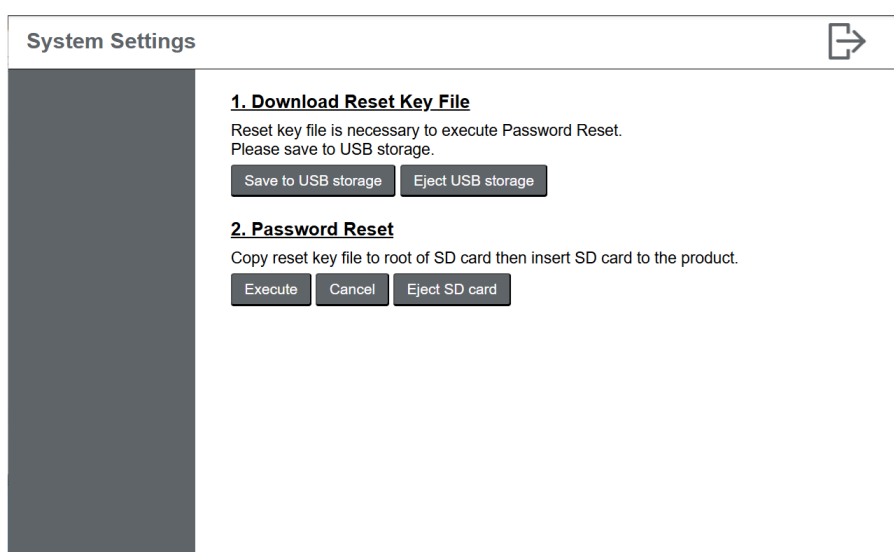 System Settings
1. Download Reset Key File
Reset key file is necessary to execute Password Reset.
Please save to USB storage.
Save to USB storage Eject USB storage
2. Password Reset
Copy reset key file to root of SD card then insert SD card to the product.
Execute Cancel Eject SD card